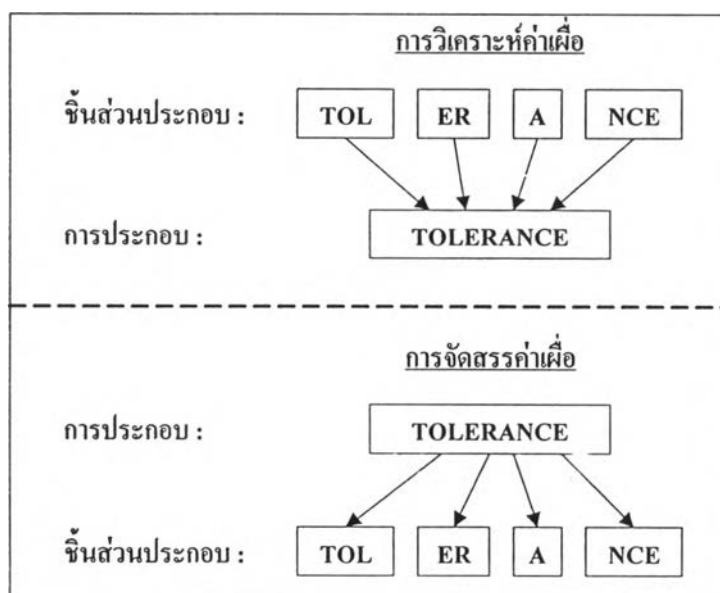 การวิเคราะห์ค่าเผื่อ
ชิ้นส่วนประกอบ : TOL ER A NCE
การประกอบ : TOLERANCE
การจัดสรรค่าเผื่อ
การประกอบ : TOLERANCE
ชิ้นส่วนประกอบ : TOL ER A NCE